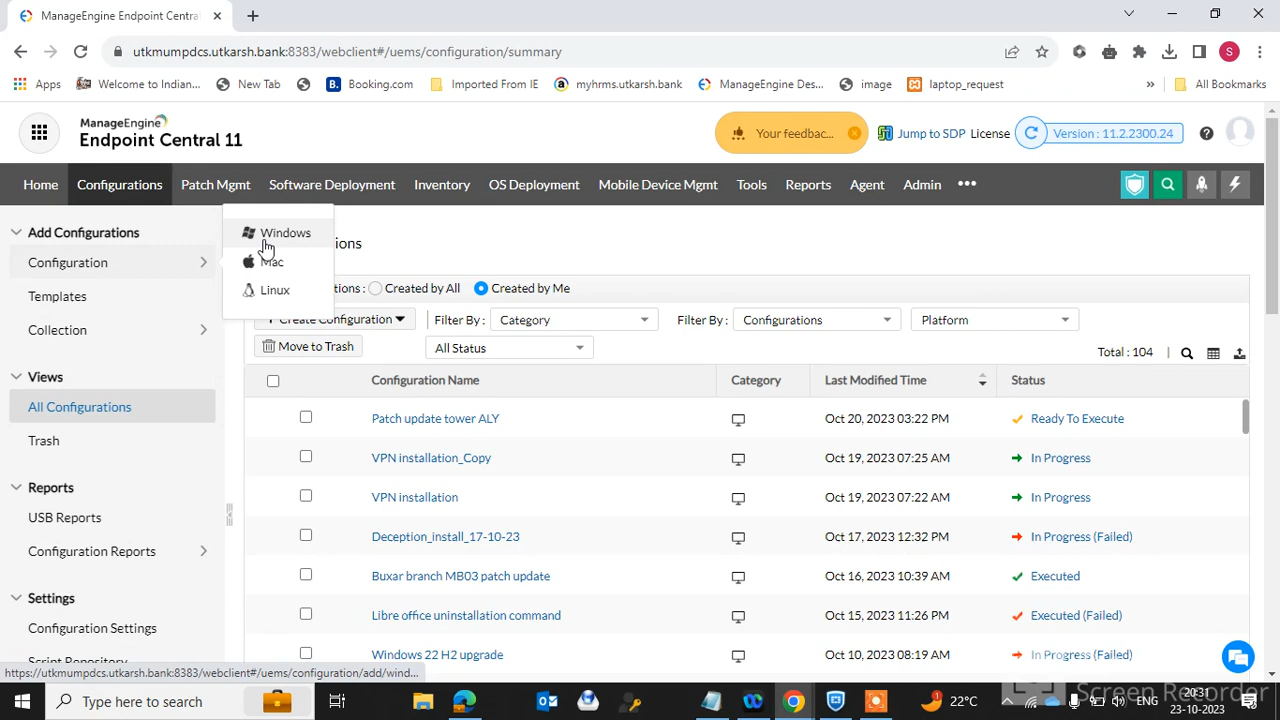 ManageEngine Endpoint Central
utkmumpdcs.utkarsh.bank:8383/webclient#/uems/configuration/summary
S
Apps Welcome to Indian... New Tab Booking.com Imported From IE myhrms.utkarsh.bank ManageEngine Des... image laptop_request » All Bookmarks
ManageEngine
Endpoint Central 11
Your feedbac... Jump to SDP License Version : 11.2.2300.24
Home Configurations Patch Mgmt Software Deployment Inventory OS Deployment Mobile Device Mgmt Tools Reports Agent Admin •••
Add Configurations
Configuration
Templates
Collection
Views
All Configurations
Trash
Reports
USB Reports
Configuration Reports
Settings
Configuration Settings
Script Repository
Windows
Mac
Linux
ions
tions : Created by All Created by Me
Create Configuration Filter By : Category Filter By : Configurations Platform
Move to Trash All Status Total : 104
Configuration Name Category Last Modified Time Status
Patch update tower ALY Oct 20, 2023 03:22 PM Ready To Execute
VPN installation_Copy Oct 19, 2023 07:25 AM In Progress
VPN installation Oct 19, 2023 07:22 AM In Progress
Deception_install_17-10-23 Oct 17, 2023 12:32 PM In Progress (Failed)
Buxar branch MB03 patch update Oct 16, 2023 10:39 AM Executed
Libre office uninstallation command Oct 15, 2023 11:26 PM Executed (Failed)
Windows 22 H2 upgrade Oct 10, 2023 08:19 AM In Progress (Failed)
https://utkmumpdcs.utkarsh.bank:8383/webclient#/uems/configuration/add/wind...
Type here to search
22°C
ENG
20:31
23-10-2023
Screen Recorder